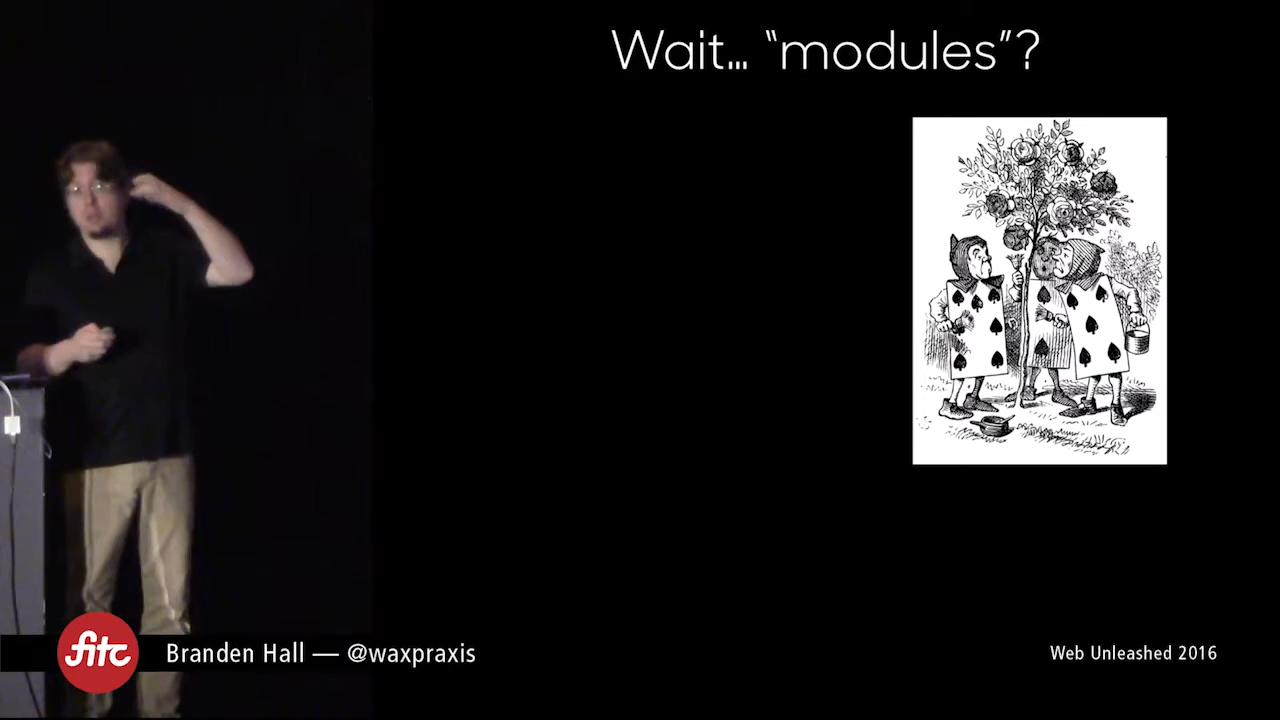 Wait… “modules”?
fitc
Branden Hall — @waxpraxis
Web Unleashed 2016